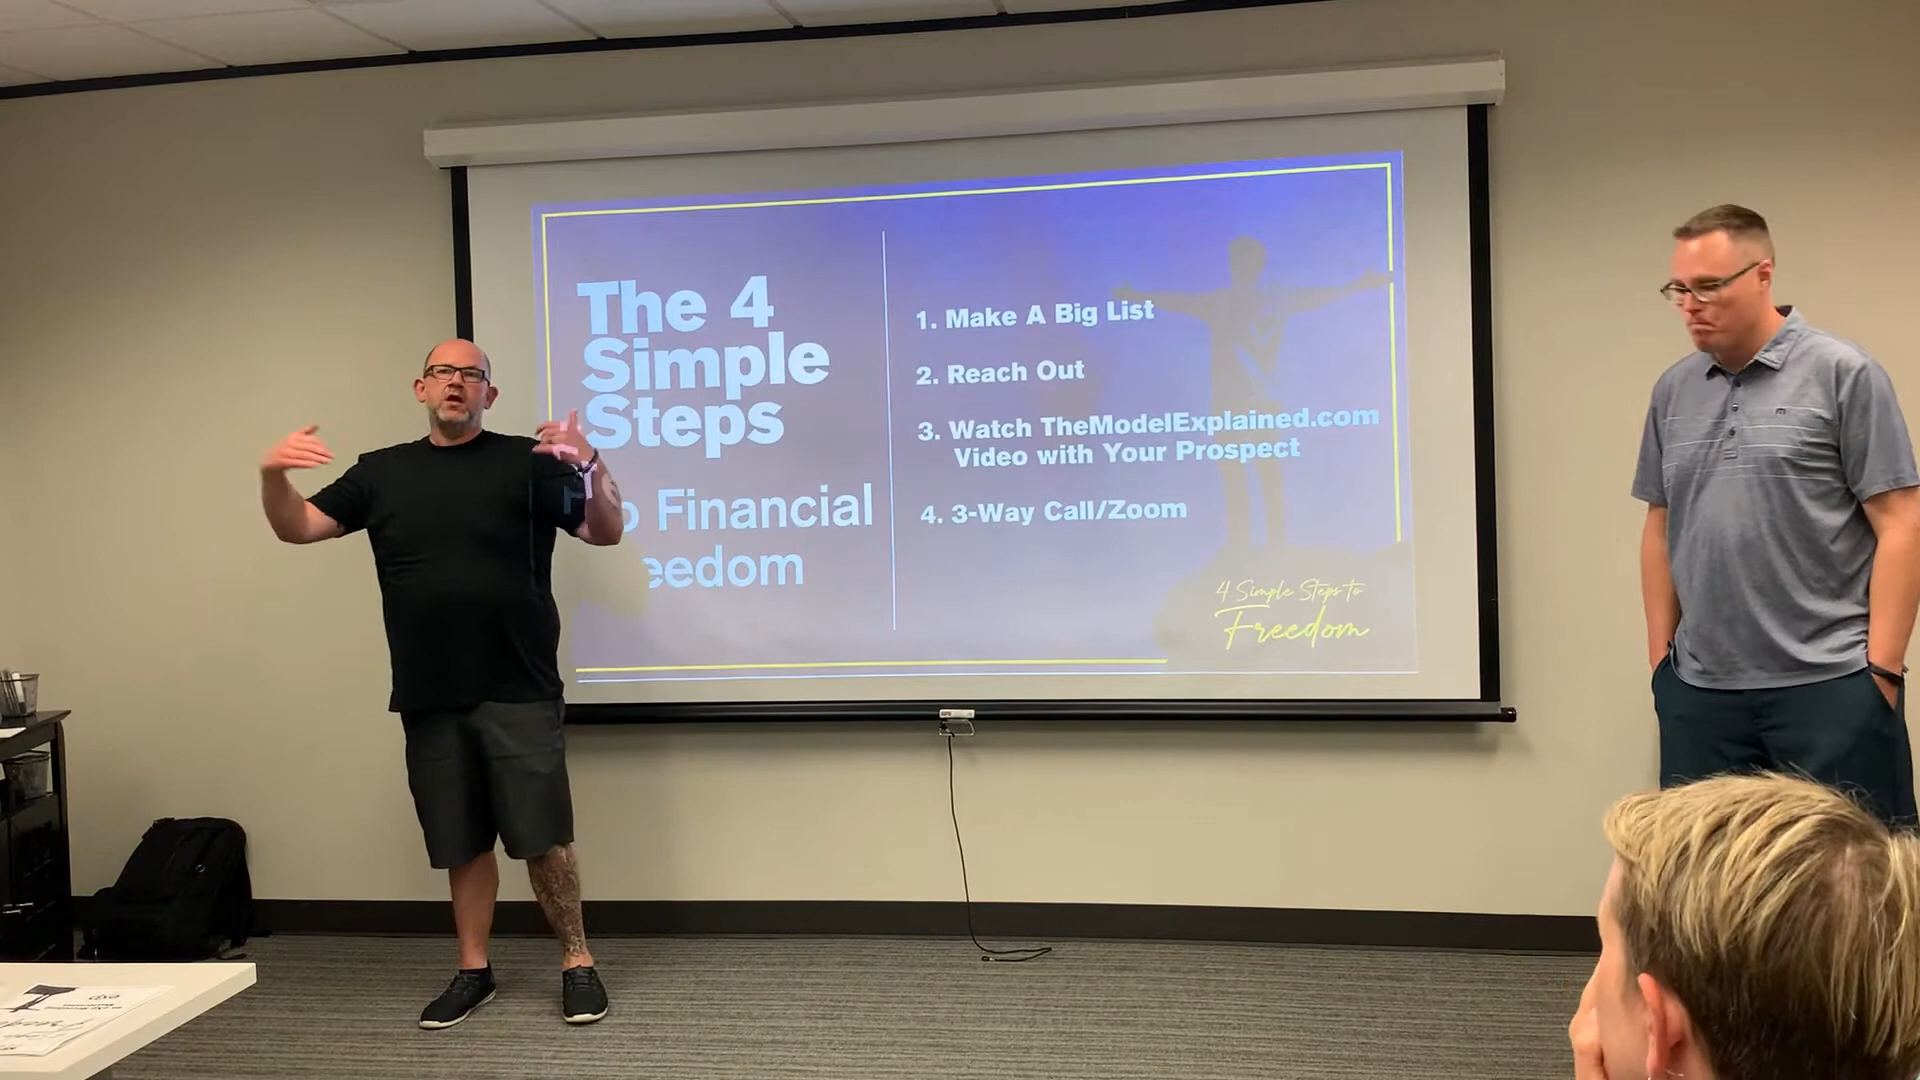 The 4
Simple
Steps
o Financial
eedom
1. Make A Big List
2. Reach Out
3. Watch TheModelExplained.com
Video with Your Prospect
4. 3-Way Call/Zoom
4 Simple Steps to
Freedom
exp